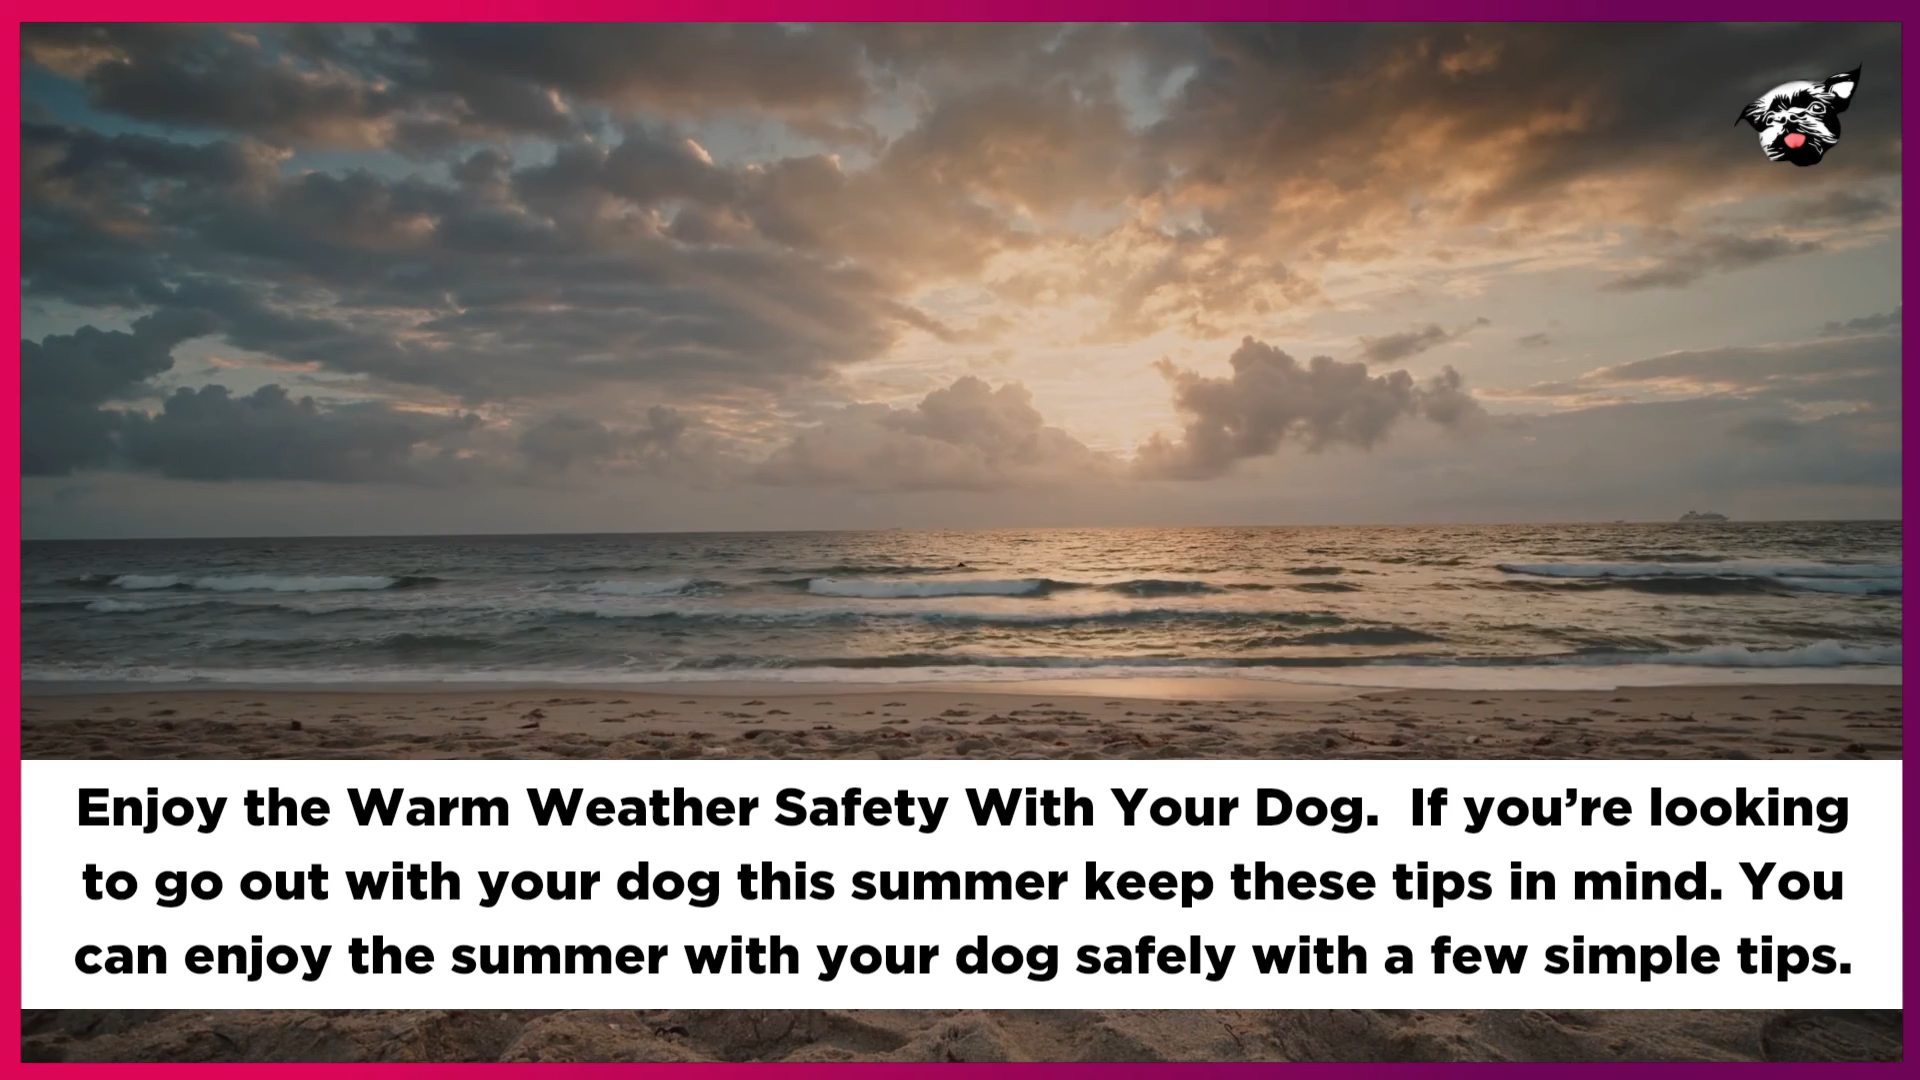 Enjoy the Warm Weather Safety With Your Dog.  If you’re looking
to go out with your dog this summer keep these tips in mind. You
can enjoy the summer with your dog safely with a few simple tips.